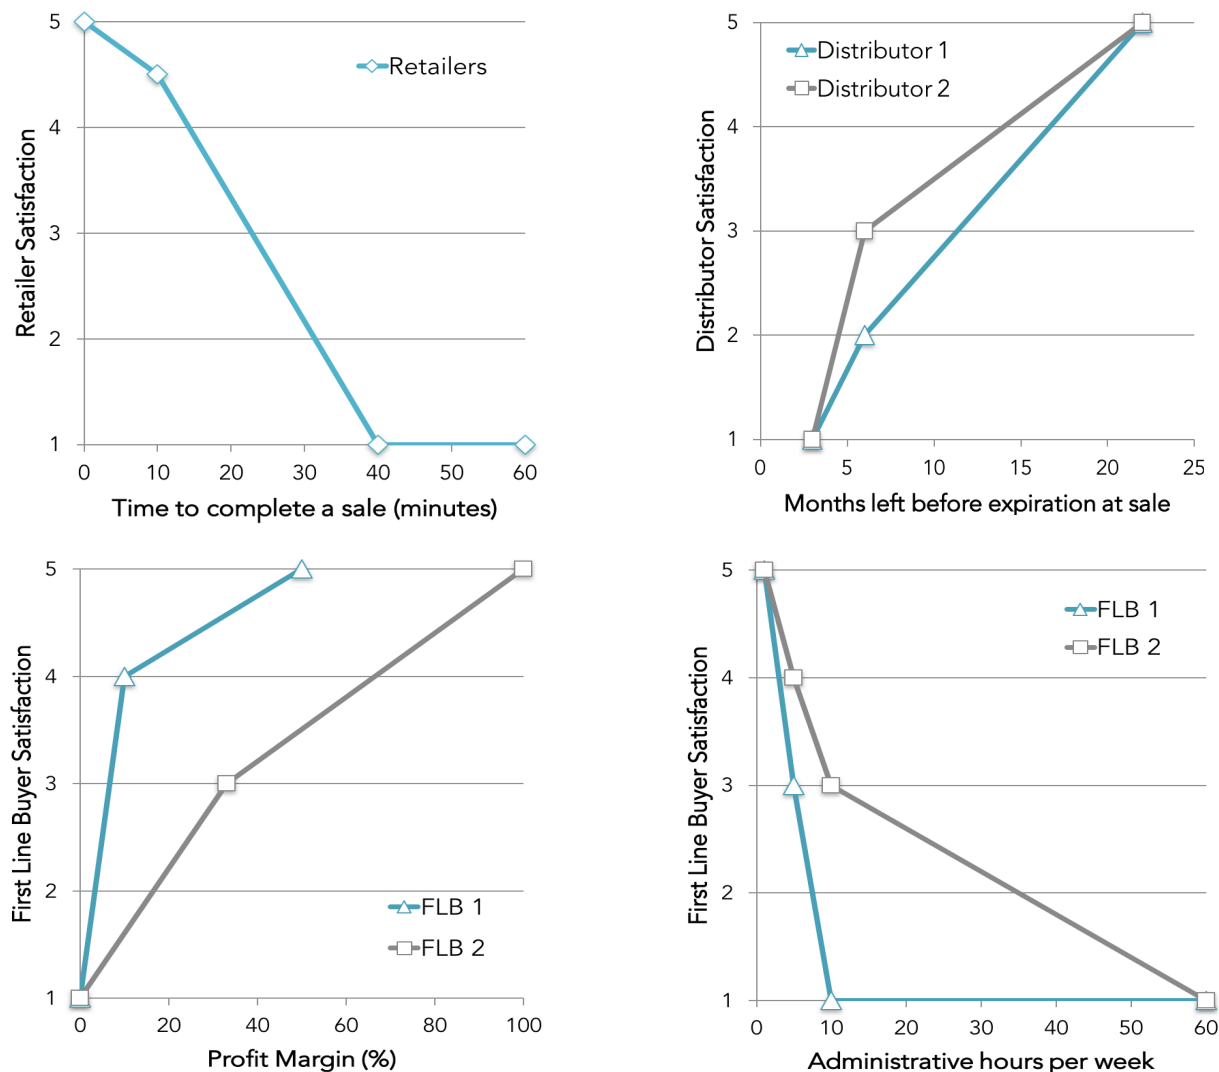 Retailer Satisfaction
5
4
3
2
1
Retailers
0 10 20 30 40 50 60
Time to complete a sale (minutes)
Distributor Satisfaction
5
4
3
2
1
Distributor 1
Distributor 2
0 5 10 15 20 25
Months left before expiration at sale
First Line Buyer Satisfaction
5
4
3
2
1
FLB 1
FLB 2
0 20 40 60 80 100
Profit Margin (%)
First Line Buyer Satisfaction
5
4
3
2
1
FLB 1
FLB 2
0 10 20 30 40 50 60
Administrative hours per week